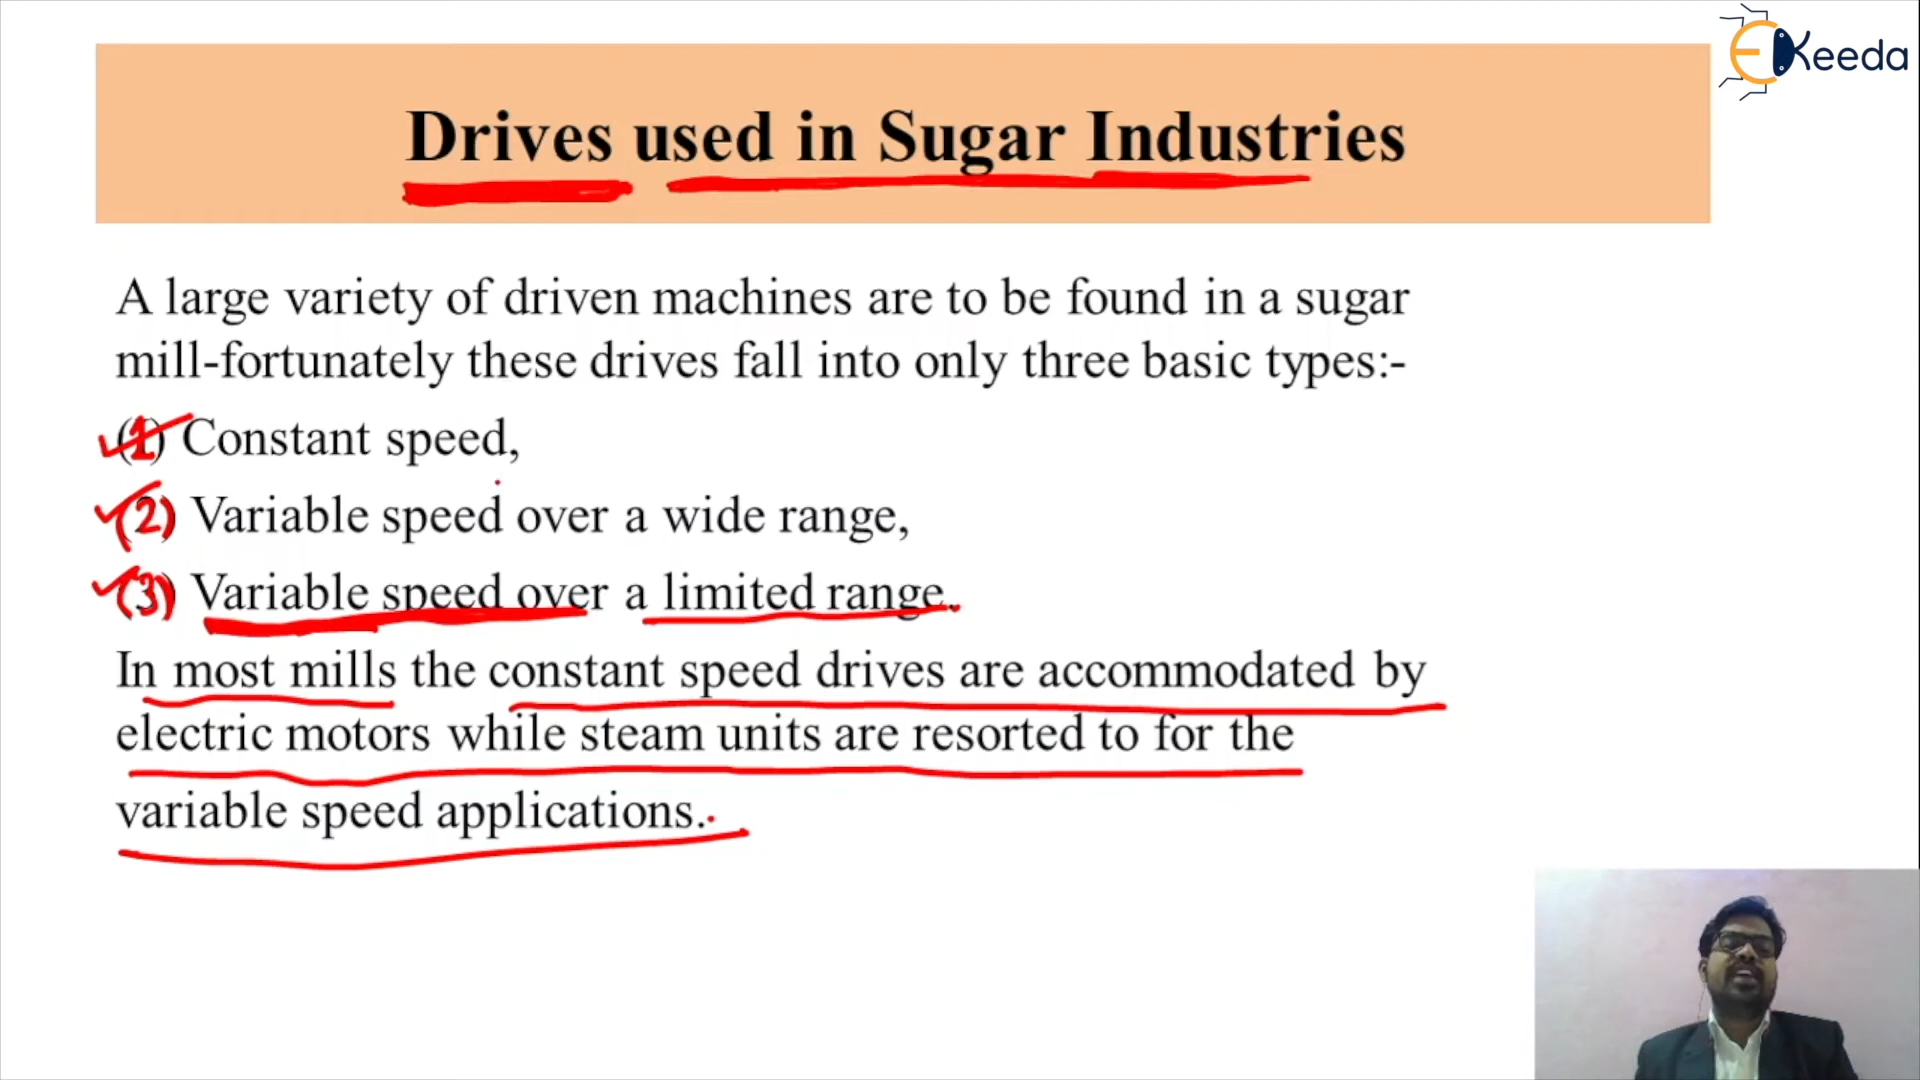 EKeeda
Drives used in Sugar Industries
A large variety of driven machines are to be found in a sugar
mill-fortunately these drives fall into only three basic types:-
(1) Constant speed,
(2) Variable speed over a wide range,
(3) Variable speed over a limited range.
In most mills the constant speed drives are accommodated by
electric motors while steam units are resorted to for the
variable speed applications.